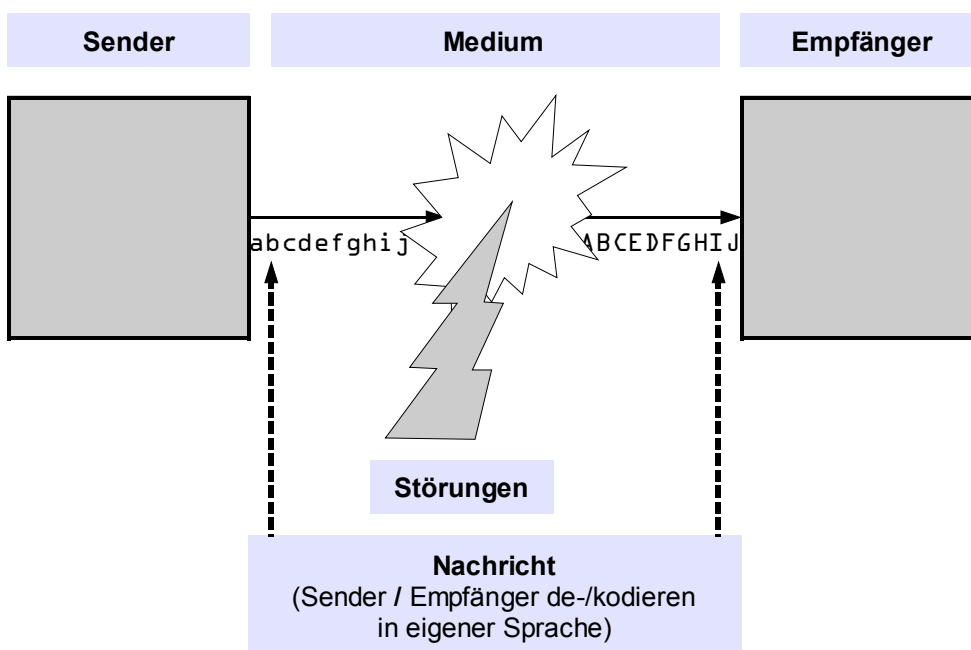 Sender
Medium
Empfänger
abcdefghij
ABCEDFGHIJ
Störungen
Nachricht
(Sender / Empfänger de-/kodieren
in eigener Sprache)